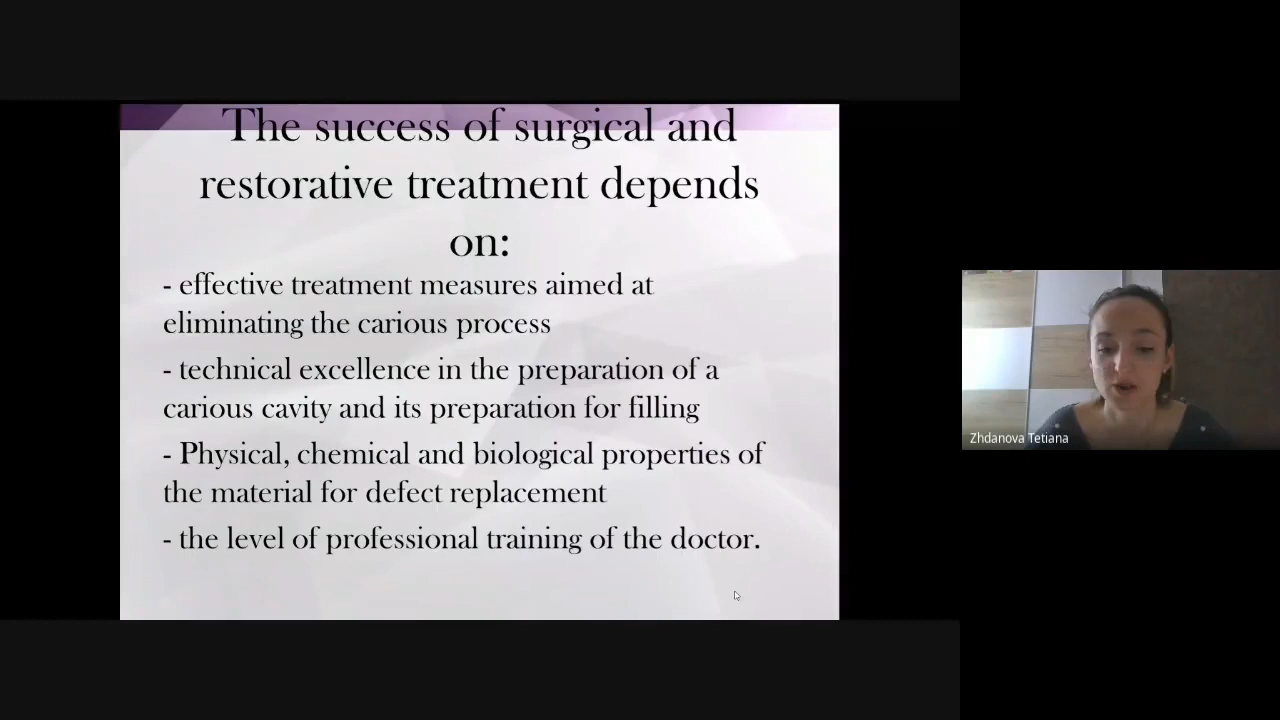 The success of surgical and
restorative treatment depends
on:
- effective treatment measures aimed at
eliminating the carious process
- technical excellence in the preparation of a
carious cavity and its preparation for filling
- Physical, chemical and biological properties of
the material for defect replacement
- the level of professional training of the doctor.
Zhdanova Tetiana